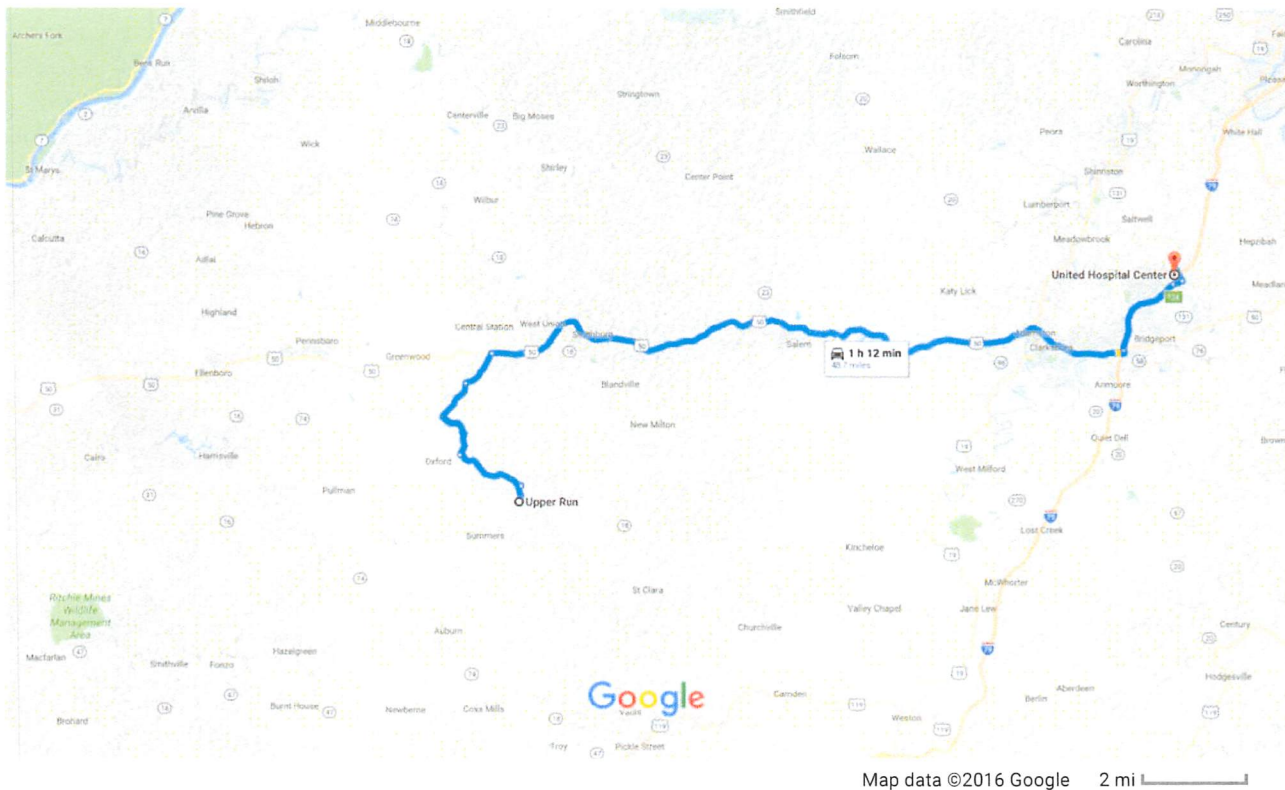 Smithfield
Middlebourne
Carolina
Archers Fork
Folsom
Monongah
Bens Run
Worthington
Shiloh
Stringtown
Arvilla
Centerville
Big Moses
Peora
White Hall
Wick
Wallace
St Marys
Shirley
Center Point
Shinnston
Wilbur
Lumberport
Pine Grove
Hebron
Saltwell
Calcutta
Meadowbrook
Hepzibah
Adlai
United Hospital Center
Katy Lick
Highland
Central Station
West Union
Smithburg
Pennsboro
Greenwood
Salem
Clarksburg
Bridgeport
1 h 12 min
Ellenboro
Blandville
Anmoore
New Milton
Quiet Dell
Cairo
Harrisville
Oxford
West Milford
Pullman
Upper Run
Lost Creek
Summers
Kincheloe
St Clara
McWhorter
Ritchie Mines
Wildlife
Management
Area
Valley Chapel
Jane Lew
Churchville
Century
Auburn
Macfarlan
Smithville
Fonzo
Hazelgreen
Hodgesville
Google
Camden
Berlin
Aberdeen
Burnt House
Newberne
Coxs Mills
Weston
Brohard
Troy
Pickle Street
Map data ©2016 Google 2 mi